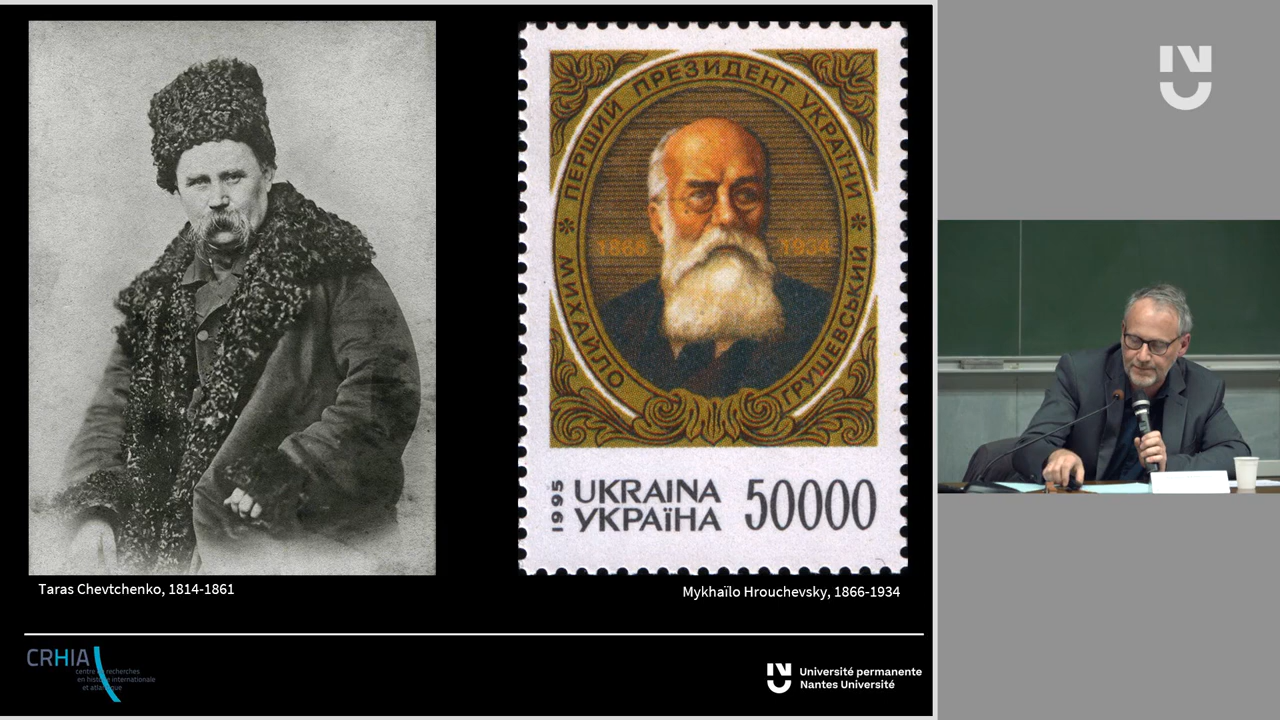 МИХАЙЛО * ПЕРШИЙ ПРЕЗИДЕНТ УКРАЇНИ * ГРУШЕВСЬКИЙ
1866 1934
1995
UKRAINA
УКРАЇНА
50000
Taras Chevtchenko, 1814-1861
Mykhaïlo Hrouchevsky, 1866-1934
CRHIA
centre de recherches
en histoire internationale
et atlantique
Université permanente
Nantes Université